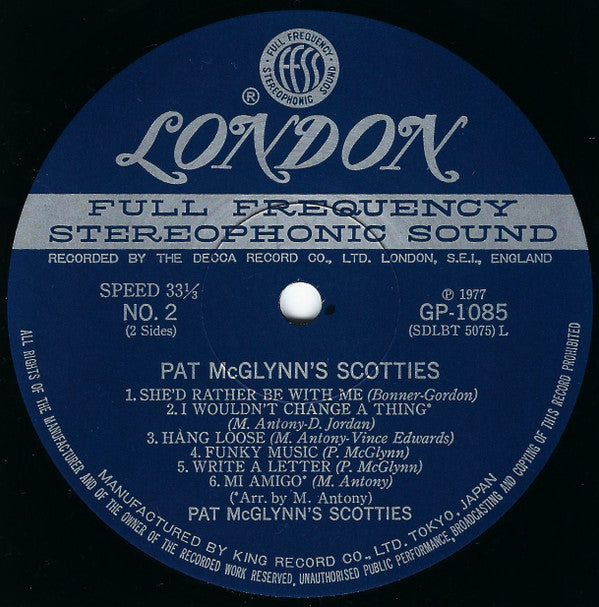 FULL FREQUENCY
ffss
STEREOPHONIC SOUND
®
LONDON
FULL FREQUENCY
STEREOPHONIC SOUND
RECORDED BY THE DECCA RECORD CO., LTD. LONDON, S.E.I., ENGLAND
SPEED 33⅓
℗ 1977
NO. 2
GP-1085
(2 Sides)
(SDLBT 5075) L
PAT McGLYNN'S SCOTTIES
1. SHE'D RATHER BE WITH ME (Bonner-Gordon)
2. I WOULDN'T CHANGE A THING*
(M. Antony-D. Jordan)
3. HANG LOOSE (M. Antony-Vince Edwards)
4. FUNKY MUSIC (P. McGlynn)
5. WRITE A LETTER (P. McGlynn)
6. MI AMIGO* (M. Antony)
(*Arr. by M. Antony)
PAT McGLYNN'S SCOTTIES
MANUFACTURED BY KING RECORD CO., LTD. TOKYO, JAPAN
ALL RIGHTS OF THE MANUFACTURER AND OF THE OWNER OF THE RECORDED WORK RESERVED, UNAUTHORISED PUBLIC PERFORMANCE, BROADCASTING AND COPYING OF THIS RECORD PROHIBITED